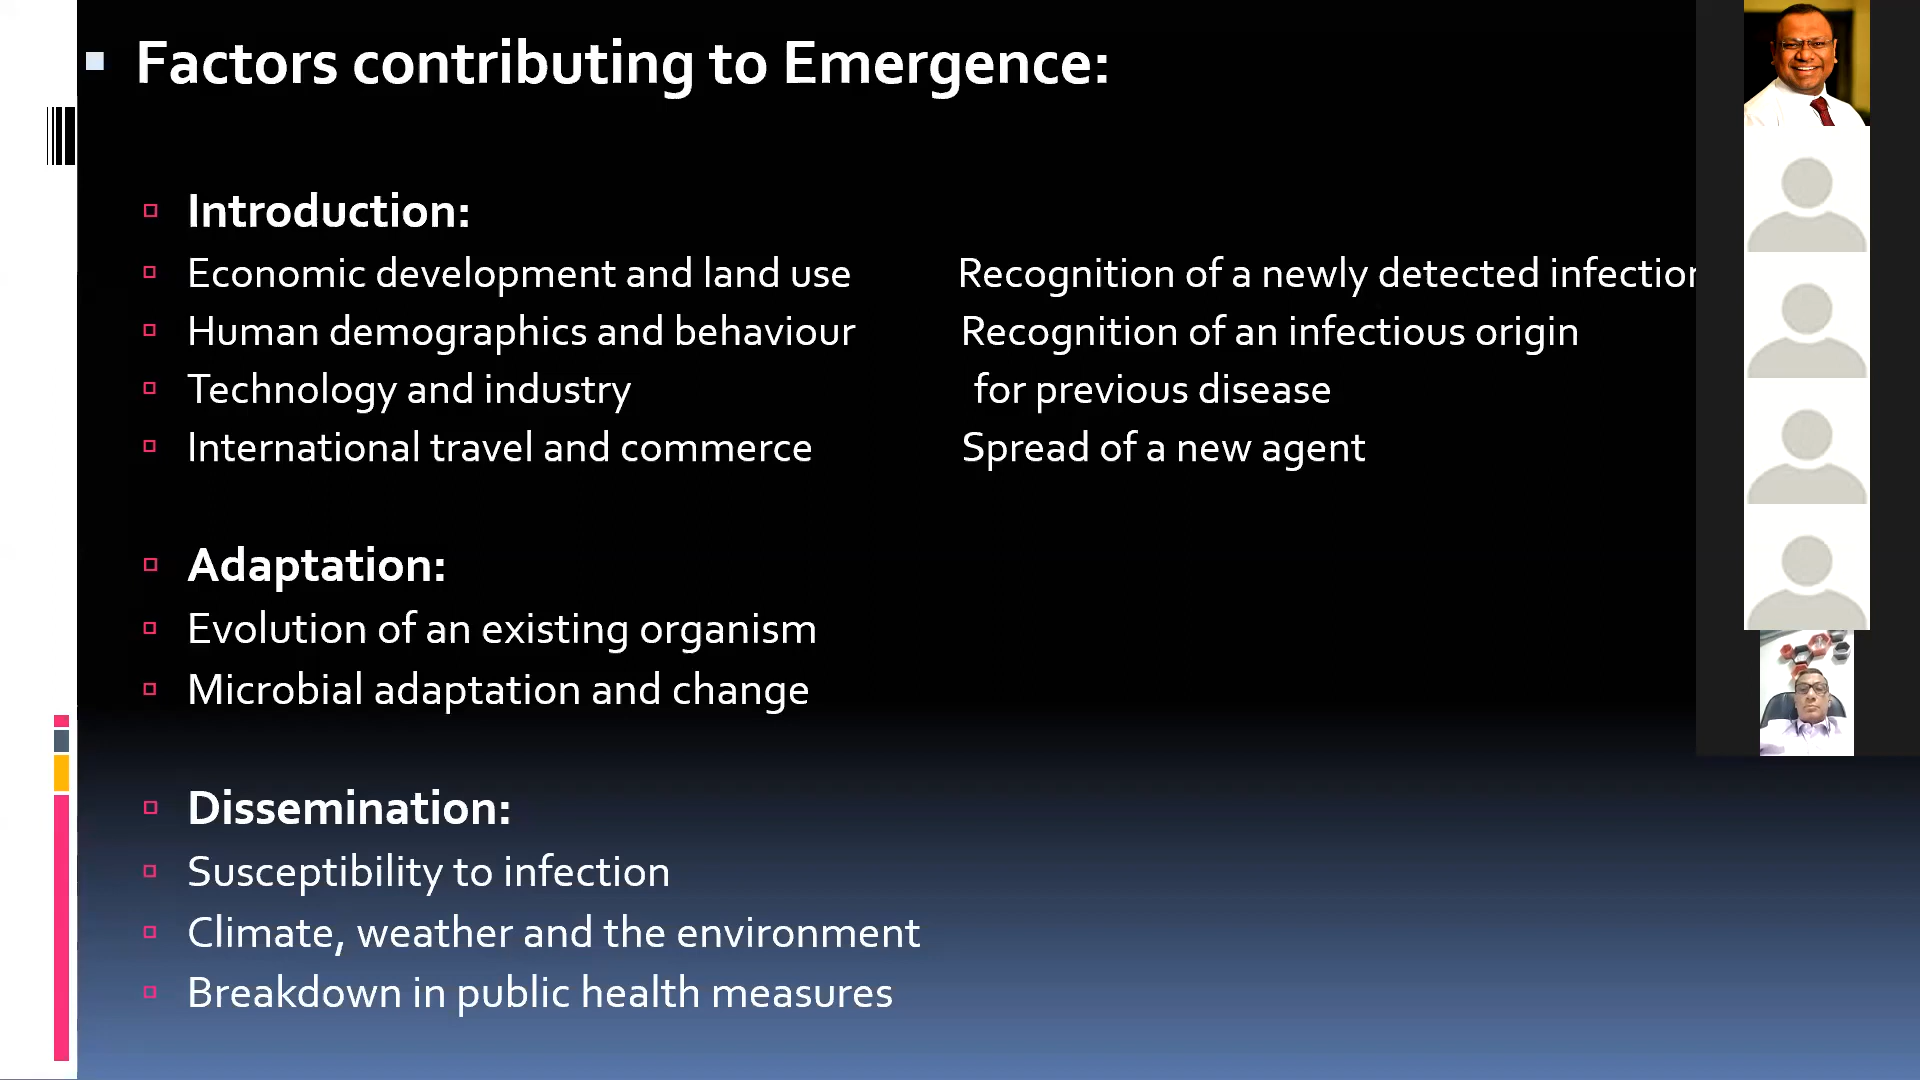 Factors contributing to Emergence:
Introduction:
Economic development and land use Recognition of a newly detected infection
Human demographics and behaviour Recognition of an infectious origin
Technology and industry for previous disease
International travel and commerce Spread of a new agent
Adaptation:
Evolution of an existing organism
Microbial adaptation and change
Dissemination:
Susceptibility to infection
Climate, weather and the environment
Breakdown in public health measures